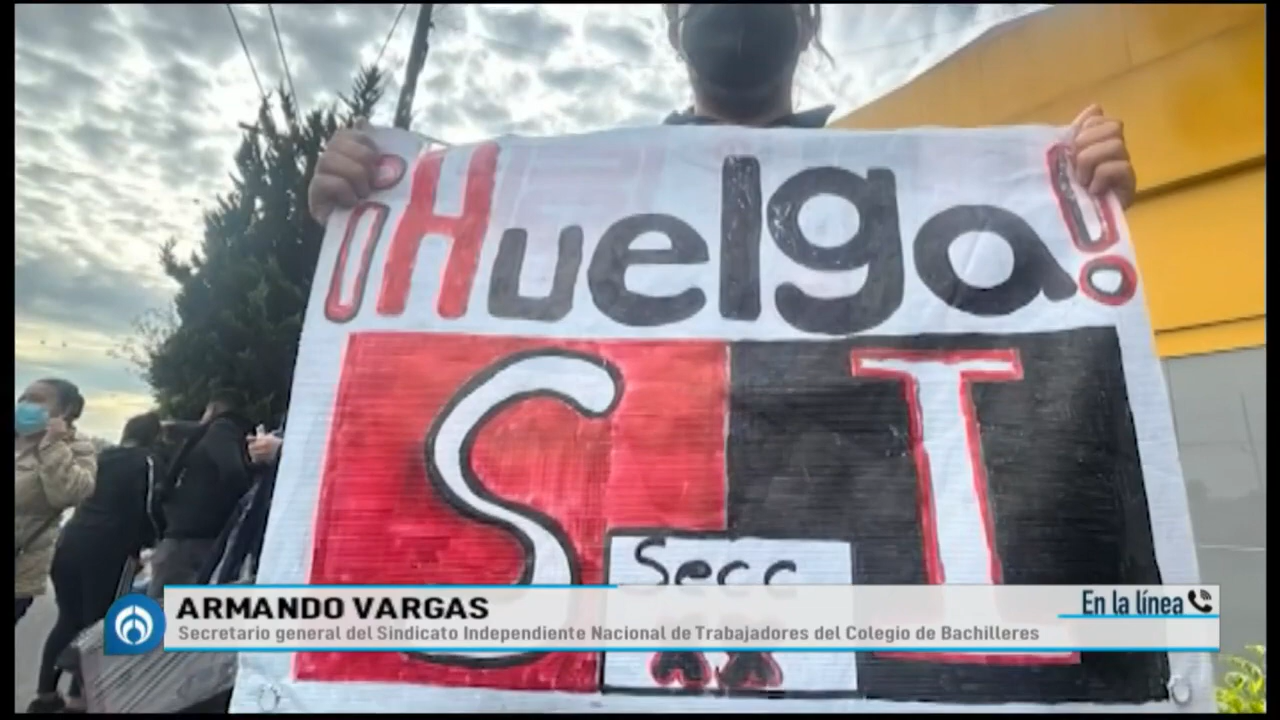 ¡Huelga!
S I
Secc
ARMANDO VARGAS
En la línea
Secretario general del Sindicato Independiente Nacional de Trabajadores del Colegio de Bachilleres